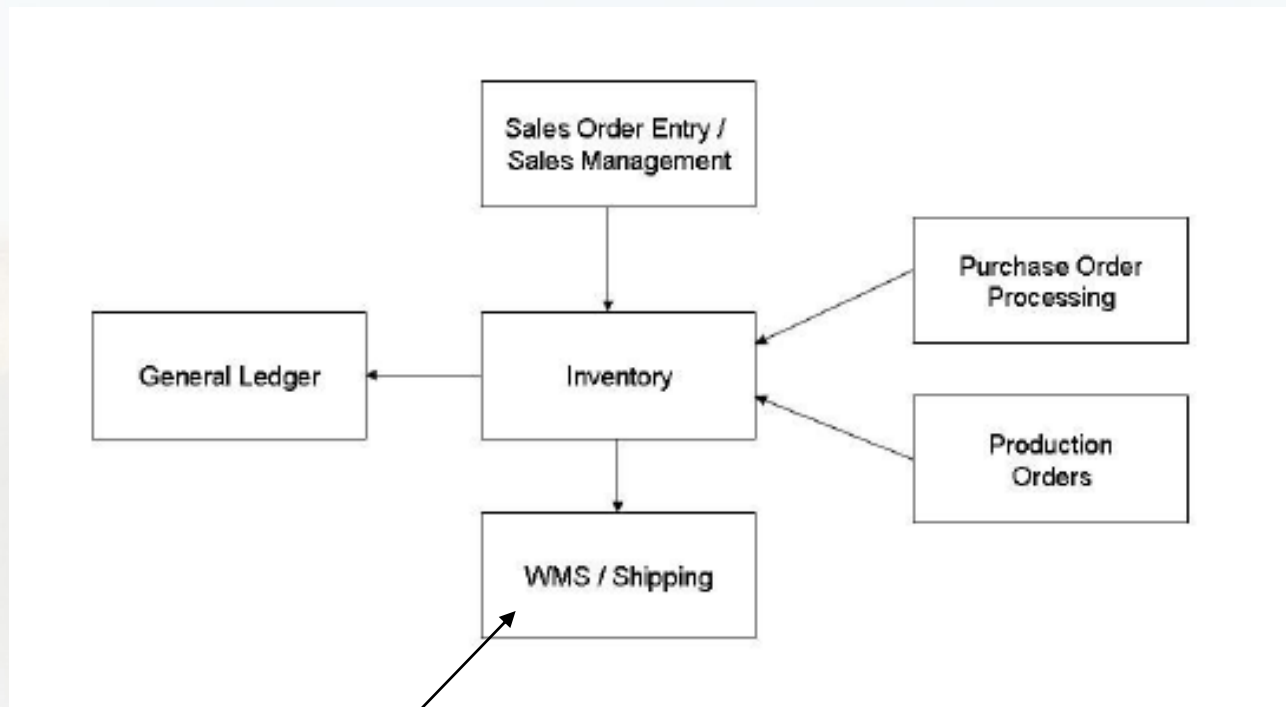 Sales Order Entry /
Sales Management
Purchase Order
Processing
General Ledger
Inventory
Production
Orders
WMS / Shipping